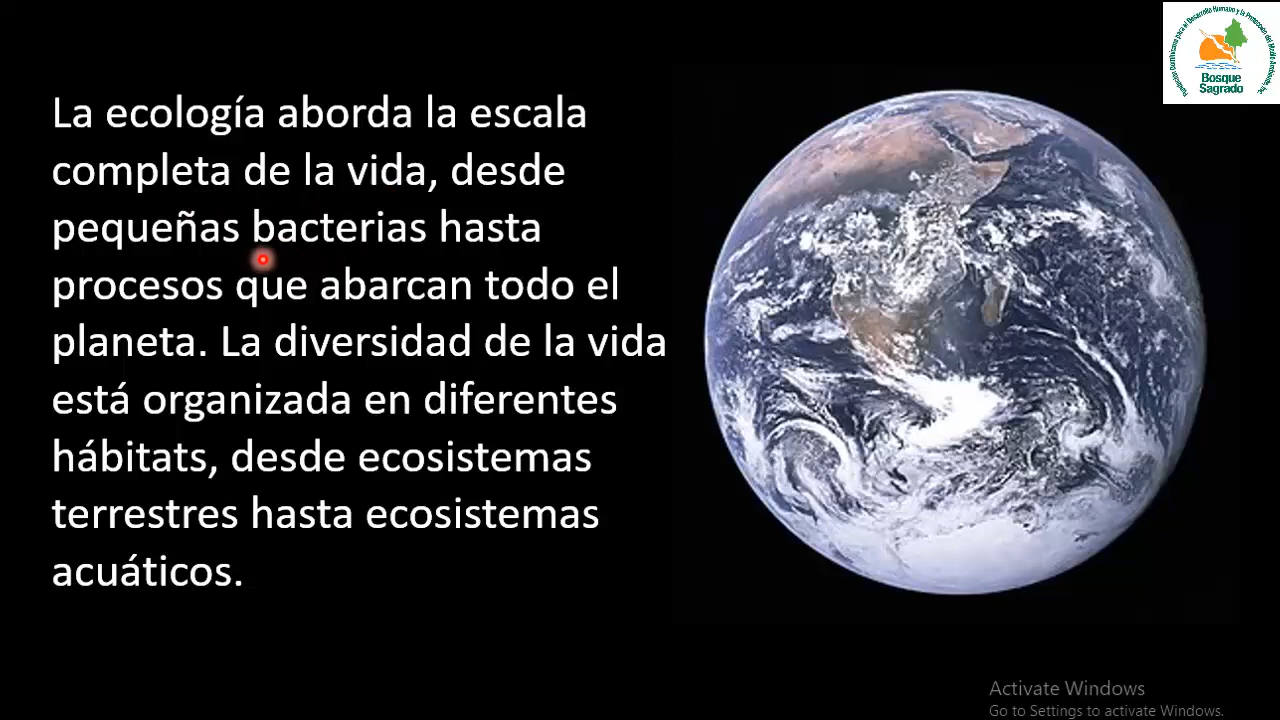 La ecología aborda la escala
completa de la vida, desde
pequeñas bacterias hasta
procesos que abarcan todo el
planeta. La diversidad de la vida
está organizada en diferentes
hábitats, desde ecosistemas
terrestres hasta ecosistemas
acuáticos.
Bosque
Sagrado
Activate Windows
Go to Settings to activate Windows.